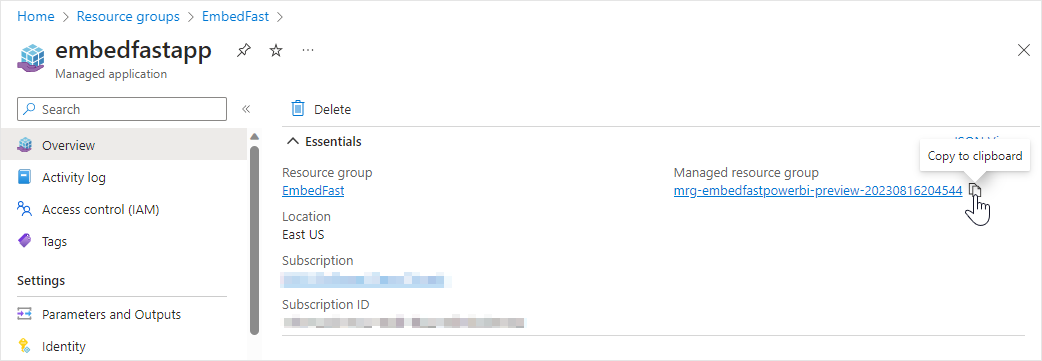 Home > Resource groups > EmbedFast >
embedfastapp
Managed application
Search
Delete
Overview
Essentials
Copy to clipboard
Activity log
Resource group
Managed resource group
EmbedFast
mrg-embedfastpowerbi-preview-20230816204544
Access control (IAM)
Location
East US
Tags
Subscription
Settings
Subscription ID
Parameters and Outputs
Identity